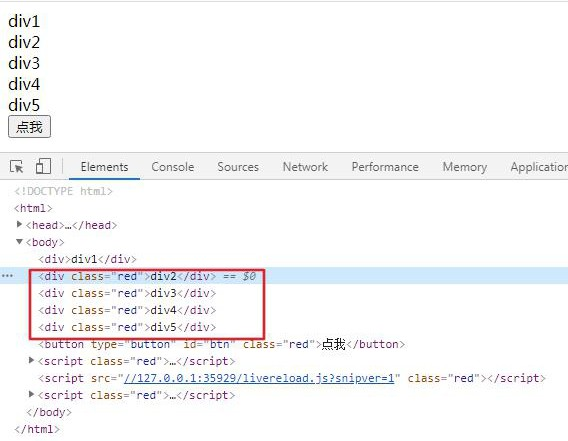 div1
div2
div3
div4
div5
点我
Elements Console Sources Network Performance Memory Application
<!DOCTYPE html>
<html>
<head>…</head>
<body>
<div>div1</div>
… <div class="red">div2</div> == $0
<div class="red">div3</div>
<div class="red">div4</div>
<div class="red">div5</div>
<button type="button" id="btn" class="red">点我</button>
<script class="red">…</script>
<script src="//127.0.0.1:35929/livereload.js?snipver=1" class="red"></script>
<script class="red">…</script>
</body>
</html>